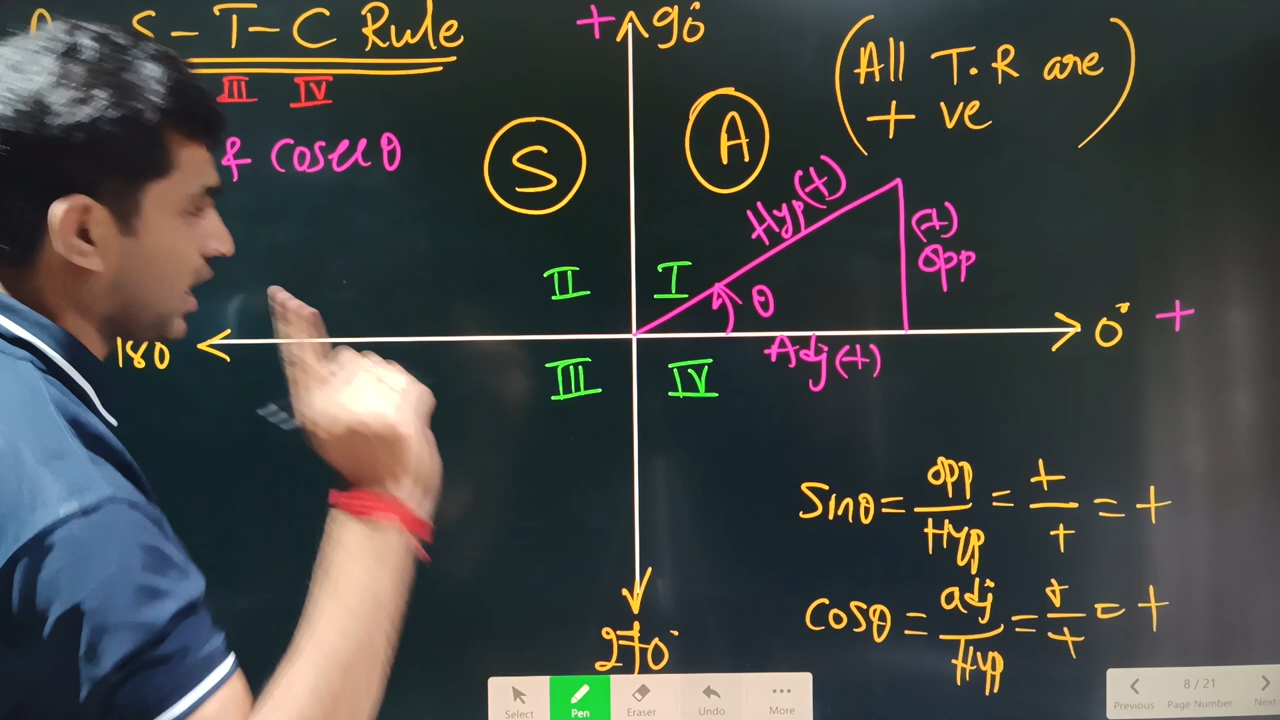 S-T-C Rule
III IV
& cosec θ
+
90°
S
A
(All T.R are
+ ve)
Hyp(+)
(+)
Opp
II
I
θ
180
0°
+
Adj(+)
III
IV
270°
Sinθ = Opp/Hyp = +/+ = +
cosθ = adj/Hyp = +/+ = +
Select
Pen
Eraser
Undo
More
Previous
8 / 21
Page Number
Next